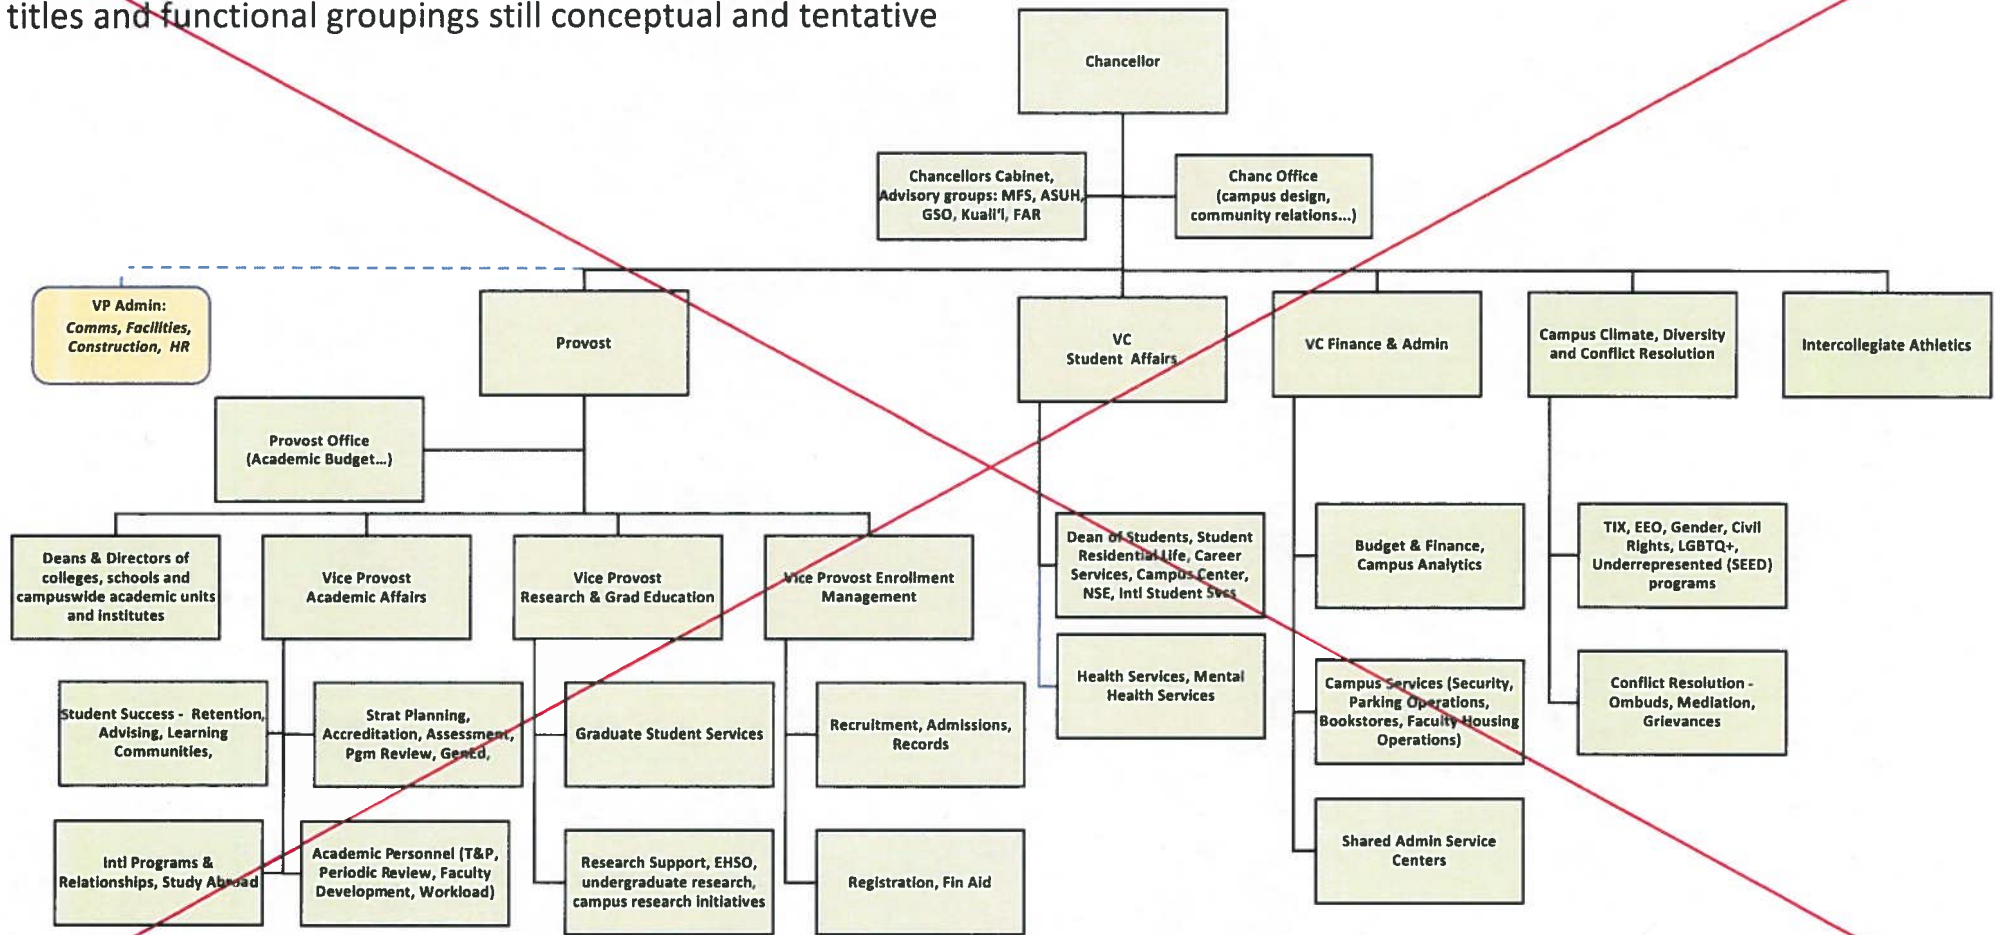 titles and functional groupings still conceptual and tentative
Chancellor
Chancellors Cabinet,
Advisory groups: MFS, ASUH,
GSO, Kuali'i, FAR
Chanc Office
(campus design,
community relations...)
VP Admin:
Comms, Facilities,
Construction, HR
Provost
VC
Student Affairs
VC Finance & Admin
Campus Climate, Diversity
and Conflict Resolution
Intercollegiate Athletics
Provost Office
(Academic Budget...)
Deans & Directors of
colleges, schools and
campuswide academic units
and institutes
Vice Provost
Academic Affairs
Vice Provost
Research & Grad Education
Vice Provost Enrollment
Management
Dean of Students, Student
Residential Life, Career
Services, Campus Center,
NSE, Intl Student Svcs
Budget & Finance,
Campus Analytics
TIX, EEO, Gender, Civil
Rights, LGBTQ+,
Underrepresented (SEED)
programs
Health Services, Mental
Health Services
Campus Services (Security,
Parking Operations,
Bookstores, Faculty Housing
Operations)
Conflict Resolution -
Ombuds, Mediation,
Grievances
Student Success - Retention,
Advising, Learning
Communities,
Strat Planning,
Accreditation, Assessment,
Pgm Review, GenEd,
Graduate Student Services
Recruitment, Admissions,
Records
Intl Programs &
Relationships, Study Abroad
Academic Personnel (T&P,
Periodic Review, Faculty
Development, Workload)
Research Support, EHSO,
undergraduate research,
campus research initiatives
Registration, Fin Aid
Shared Admin Service
Centers